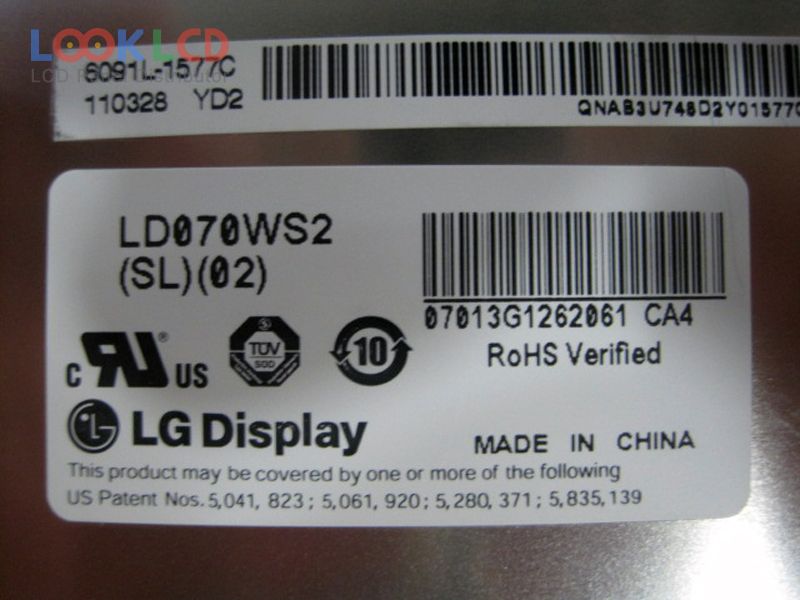 LOOKLCD
LCD
6091L-1577C
110328 YD2
QNAB3U748D2Y01577
LD070WS2
(SL)(02)
07013G1262061 CA4
RoHS Verified
C RU® US
TÜV
10
LG Display
MADE IN CHINA
This product may be covered by one or more of the following
US Patent Nos. 5,041, 823; 5,061, 920; 5,280, 371; 5,835,139